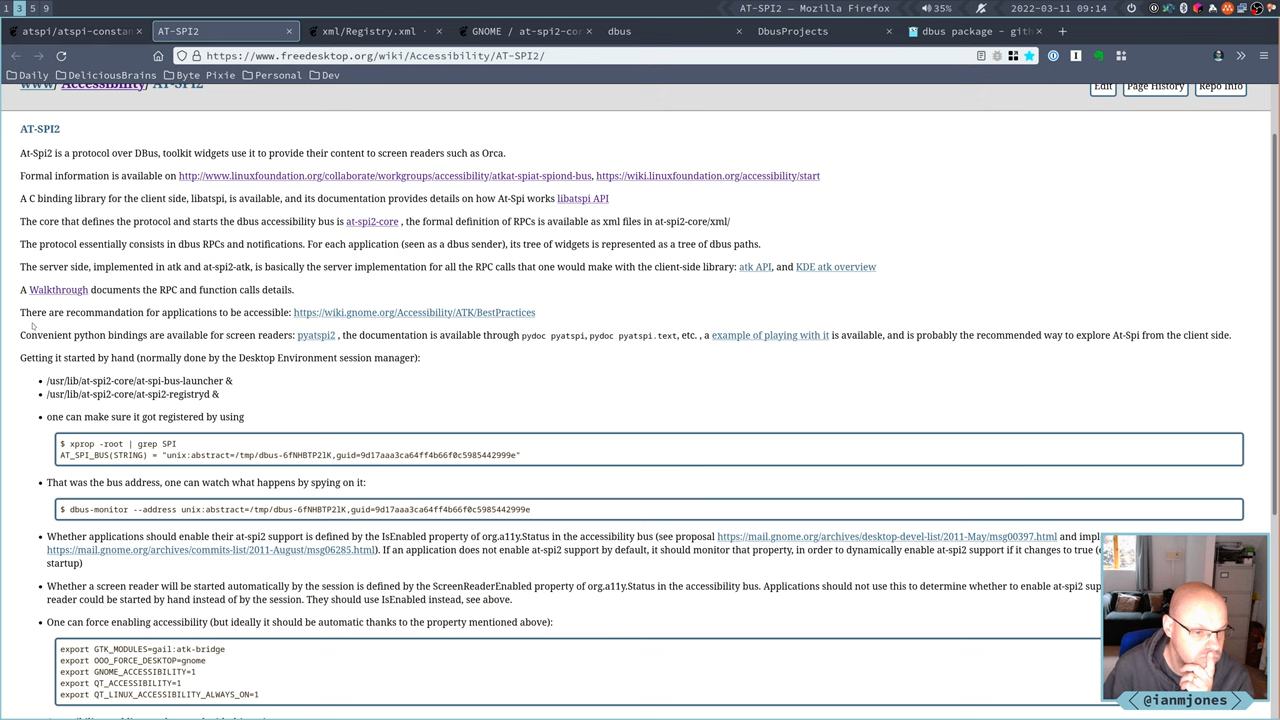 1 3 5 9
AT-SPI2 — Mozilla Firefox
35%
2022-03-11 09:14
atspi/atspi-constan
AT-SPI2
xml/Registry.xml ·
GNOME / at-spi2-co
dbus
DbusProjects
dbus package - gith
https://www.freedesktop.org/wiki/Accessibility/AT-SPI2/
Daily
DeliciousBrains
Byte Pixie
Personal
Dev
www/ Accessibility/ AT-SPI2
Edit
Page History
Repo Info
AT-SPI2
At-Spi2 is a protocol over DBus, toolkit widgets use it to provide their content to screen readers such as Orca.
Formal information is available on http://www.linuxfoundation.org/collaborate/workgroups/accessibility/atkat-spiat-spiond-bus, https://wiki.linuxfoundation.org/accessibility/start
A C binding library for the client side, libatspi, is available, and its documentation provides details on how At-Spi works libatspi API
The core that defines the protocol and starts the dbus accessibility bus is at-spi2-core , the formal definition of RPCs is available as xml files in at-spi2-core/xml/
The protocol essentially consists in dbus RPCs and notifications. For each application (seen as a dbus sender), its tree of widgets is represented as a tree of dbus paths.
The server side, implemented in atk and at-spi2-atk, is basically the server implementation for all the RPC calls that one would make with the client-side library: atk API, and KDE atk overview
A Walkthrough documents the RPC and function calls details.
There are recommandation for applications to be accessible: https://wiki.gnome.org/Accessibility/ATK/BestPractices
Convenient python bindings are available for screen readers: pyatspi2 , the documentation is available through pydoc pyatspi, pydoc pyatspi.text, etc. , a example of playing with it is available, and is probably the recommended way to explore At-Spi from the client side.
Getting it started by hand (normally done by the Desktop Environment session manager):
• /usr/lib/at-spi2-core/at-spi-bus-launcher &
• /usr/lib/at-spi2-core/at-spi2-registryd &
• one can make sure it got registered by using
$ xprop -root | grep SPI
AT_SPI_BUS(STRING) = "unix:abstract=/tmp/dbus-6fNHBTP2lK,guid=9d17aaa3ca64ff4b66f0c5985442999e"
• That was the bus address, one can watch what happens by spying on it:
$ dbus-monitor --address unix:abstract=/tmp/dbus-6fNHBTP2lK,guid=9d17aaa3ca64ff4b66f0c5985442999e
• Whether applications should enable their at-spi2 support is defined by the IsEnabled property of org.a11y.Status in the accessibility bus (see proposal https://mail.gnome.org/archives/desktop-devel-list/2011-May/msg00397.html and impl
https://mail.gnome.org/archives/commits-list/2011-August/msg06285.html). If an application does not enable at-spi2 support by default, it should monitor that property, in order to dynamically enable at-spi2 support if it changes to true (
startup)
• Whether a screen reader will be started automatically by the session is defined by the ScreenReaderEnabled property of org.a11y.Status in the accessibility bus. Applications should not use this to determine whether to enable at-spi2 sup
reader could be started by hand instead of by the session. They should use IsEnabled instead, see above.
• One can force enabling accessibility (but ideally it should be automatic thanks to the property mentioned above):
export GTK_MODULES=gail:atk-bridge
export OOO_FORCE_DESKTOP=gnome
export GNOME_ACCESSIBILITY=1
export QT_ACCESSIBILITY=1
export QT_LINUX_ACCESSIBILITY_ALWAYS_ON=1
@ianmjones